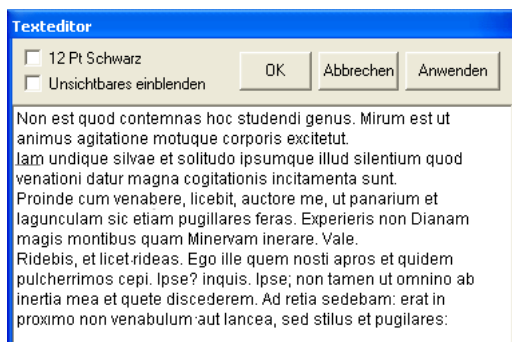 Texteditor
12 Pt Schwarz
Unsichtbares einblenden
OK
Abbrechen
Anwenden
Non est quod contemnas hoc studendi genus. Mirum est ut
animus agitatione motuque corporis excitetut.
Iam undique silvae et solitudo ipsumque illud silentium quod
venationi datur magna cogitationis incitamenta sunt.
Proinde cum venabere, licebit, auctore me, ut panarium et
lagunculam sic etiam pugillares feras. Experieris non Dianam
magis montibus quam Minervam inerare. Vale.
Ridebis, et licet rideas. Ego ille quem nosti apros et quidem
pulcherrimos cepi. Ipse? inquis. Ipse; non tamen ut omnino ab
inertia mea et quete discederem. Ad retia sedebam: erat in
proximo non venabulum aut lancea, sed stilus et pugilares: